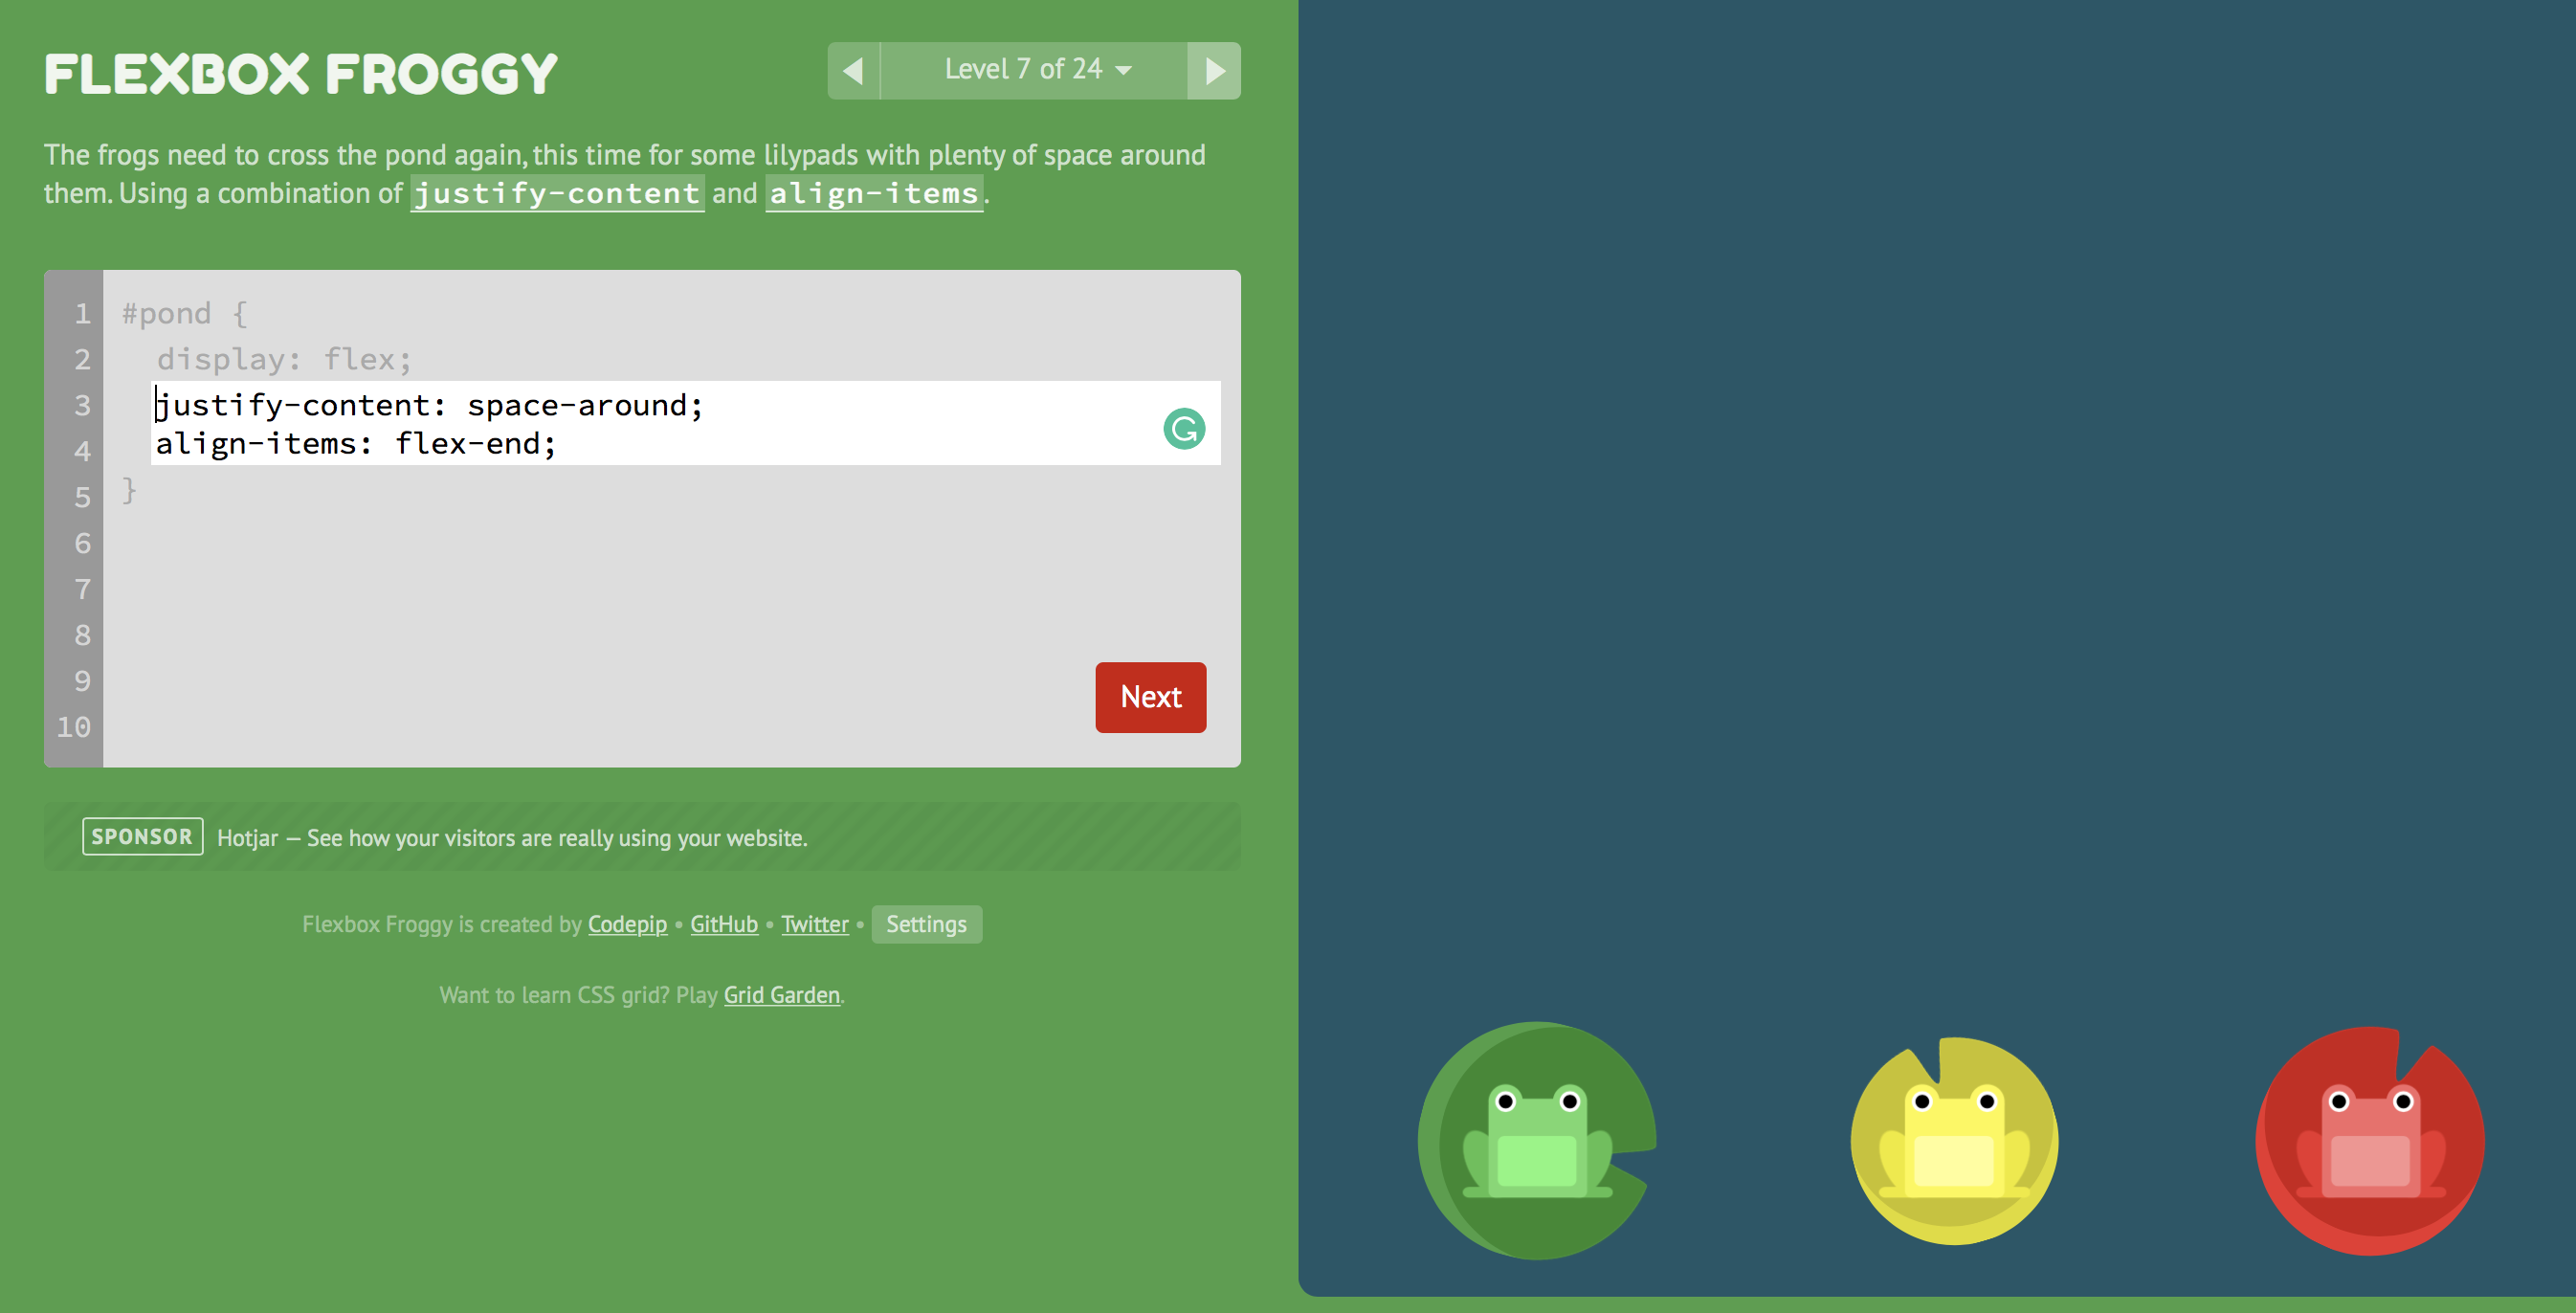 FLEXBOX FROGGY
Level 7 of 24
The frogs need to cross the pond again, this time for some lilypads with plenty of space around
them. Using a combination of justify-content and align-items.
1 #pond {
2 display: flex;
3 justify-content: space-around;
4 align-items: flex-end;
5 }
6
7
8
9
10
Next
SPONSOR Hotjar — See how your visitors are really using your website.
Flexbox Froggy is created by Codepip • GitHub • Twitter • Settings
Want to learn CSS grid? Play Grid Garden.